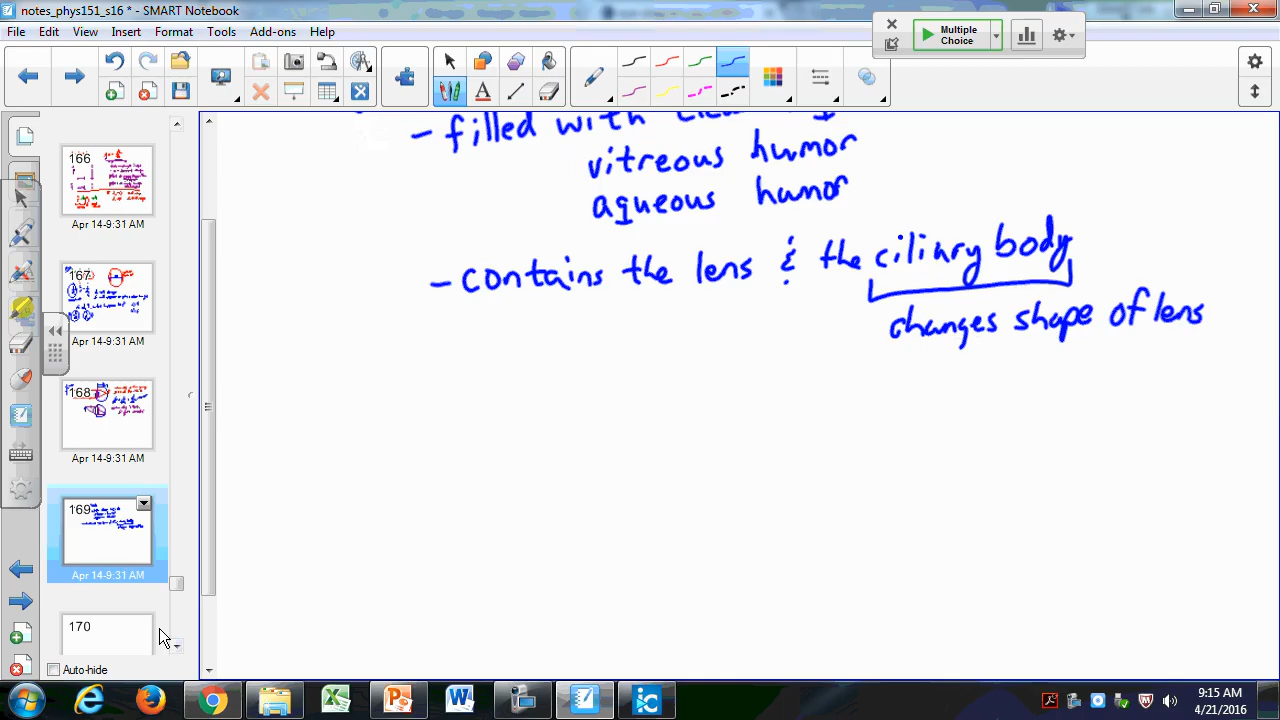 notes_phys151_s16 * - SMART Notebook
File Edit View Insert Format Tools Add-ons Help
Multiple Choice
- filled with
vitreous humor
aqueous humor
- contains the lens & the ciliary body
changes shape of lens
166
Apr 14-9:31 AM
167
Apr 14-9:31 AM
168
Apr 14-9:31 AM
169
Apr 14-9:31 AM
170
Auto-hide
9:15 AM
4/21/2016